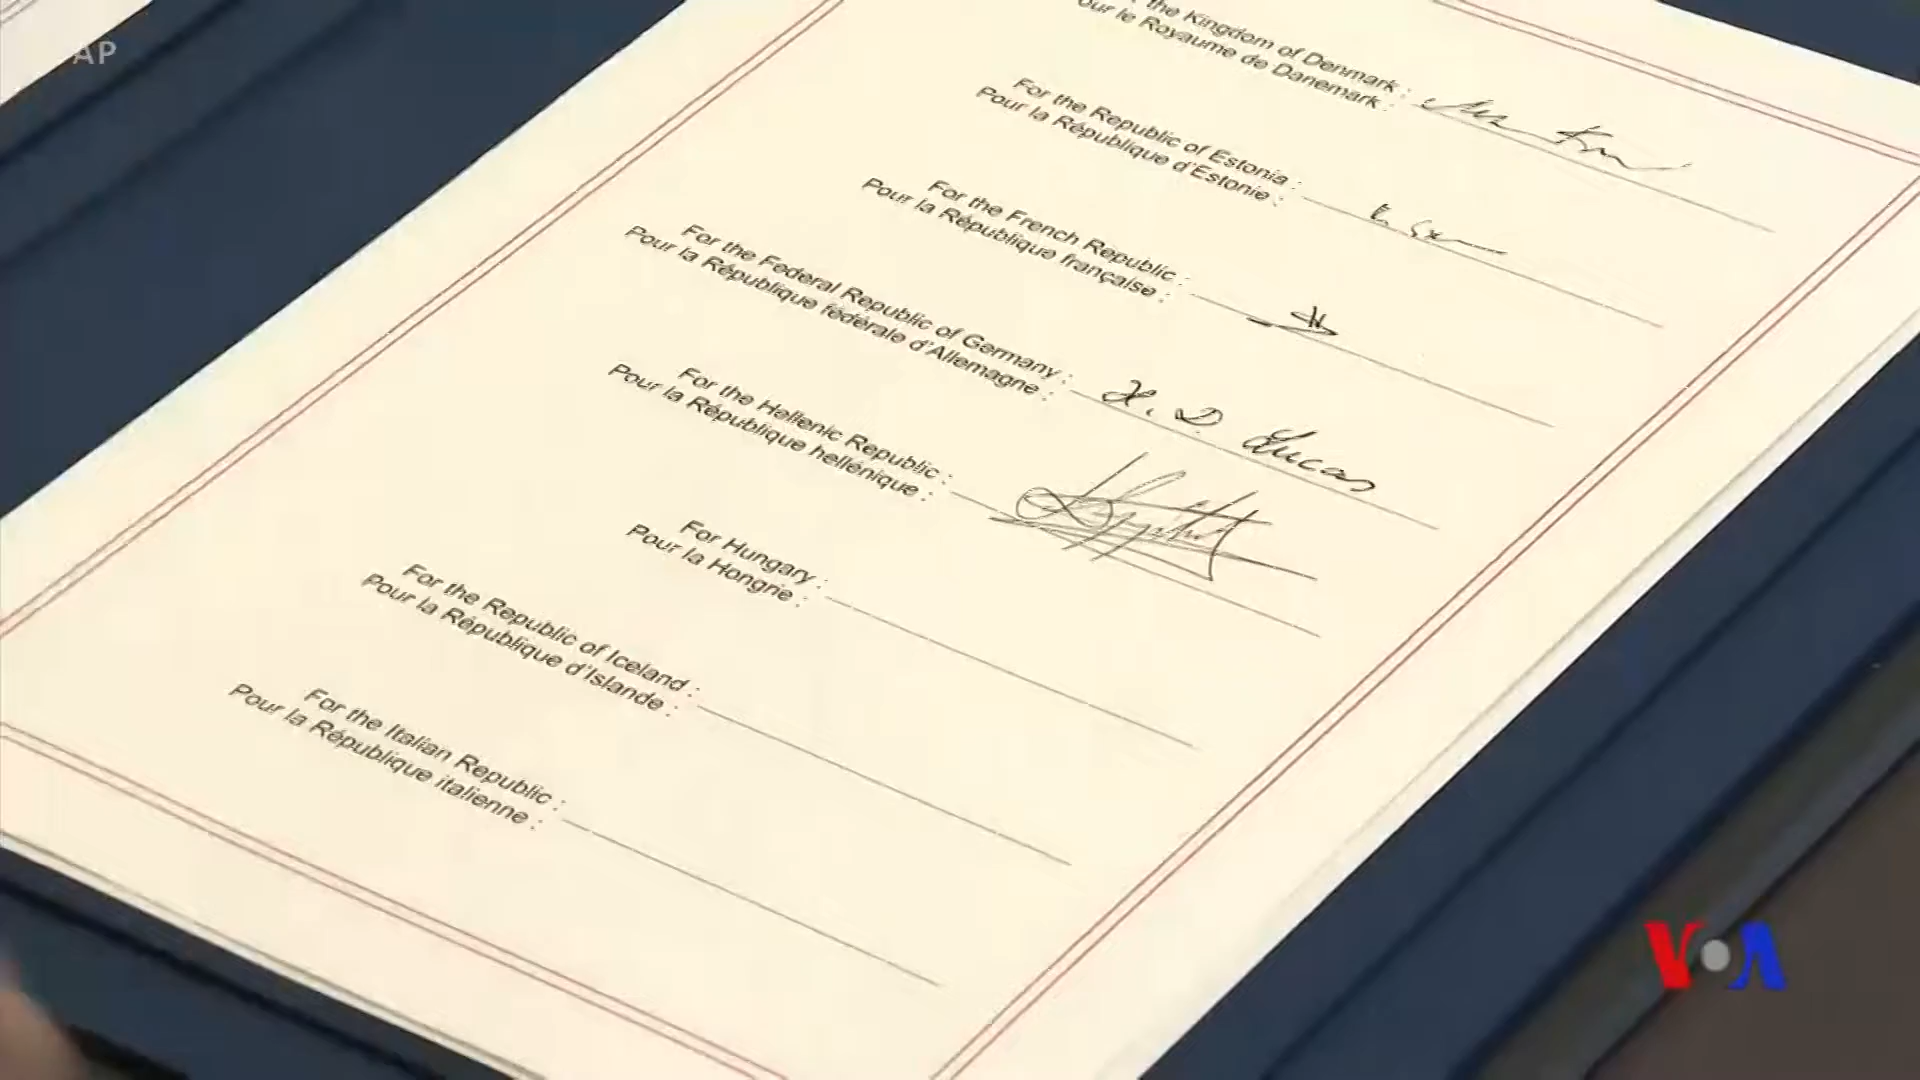 AP
the Kingdom of Denmark :
our le Royaume de Danemark :
For the Republic of Estonia :
Pour la République d'Estonie :
For the French Republic :
Pour la République française :
For the Federal Republic of Germany :
Pour la République fédérale d'Allemagne :
H. D. Lucas
For the Hellenic Republic :
Pour la République hellénique :
For Hungary :
Pour la Hongrie :
For the Republic of Iceland :
Pour la République d'Islande :
For the Italian Republic :
Pour la République italienne :
VOA